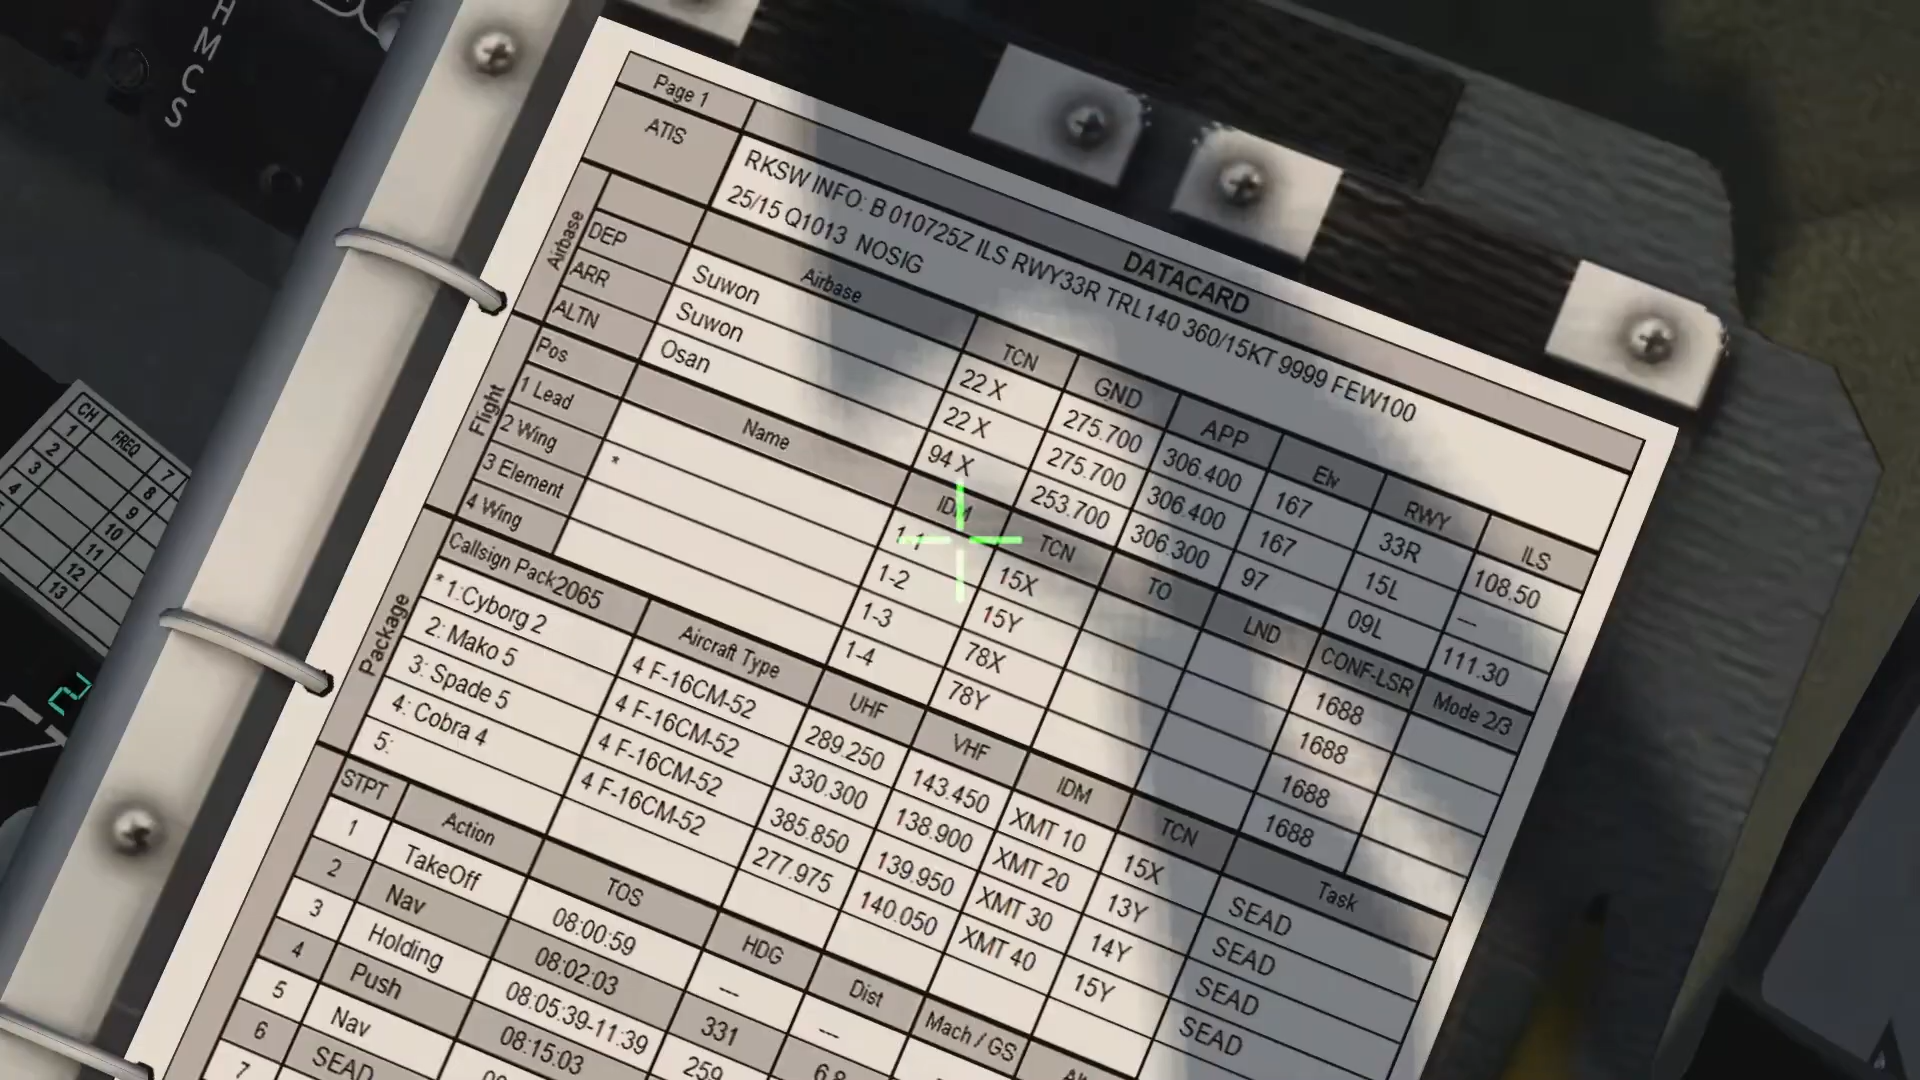 HMCS
Page 1
DATACARD
ATIS
RKSW INFO: B 010725Z ILS RWY33R TRL140 360/15KT 9999 FEW100
25/15 Q1013 NOSIG
Airbase
Airbase TCN GND APP Elv RWY ILS
DEP Suwon 22 X 275.700 306.400 167 33R 108.50
ARR Suwon 22 X 275.700 306.400 167 15L ---
ALTN Osan 94 X 253.700 306.300 97 09L 111.30
Flight
Pos Name IDM TCN TO LND CONF-LSR Mode 2/3
1 Lead * 1-1 15X 1688
2 Wing 1-2 15Y 1688
3 Element 1-3 78X 1688
4 Wing 1-4 78Y 1688
Package
Callsign Pack2065 Aircraft Type UHF VHF IDM TCN Task
* 1:Cyborg 2 4 F-16CM-52 289.250 143.450 XMT 10 15X SEAD
2: Mako 5 4 F-16CM-52 330.300 138.900 XMT 20 13Y SEAD
3: Spade 5 4 F-16CM-52 385.850 139.950 XMT 30 14Y SEAD
4: Cobra 4 4 F-16CM-52 277.975 140.050 XMT 40 15Y SEAD
5:
STPT Action TOS HDG Dist Mach / GS
1 TakeOff 08:00:59 --- ---
2 Nav 08:02:03 331 6.8
3 Holding 08:05:39-11:39 259
4 Push 08:15:03
5 Nav
6 SEAD
7
CH FREQ
1 7
2 8
3 9
4 10
11
12
13
2